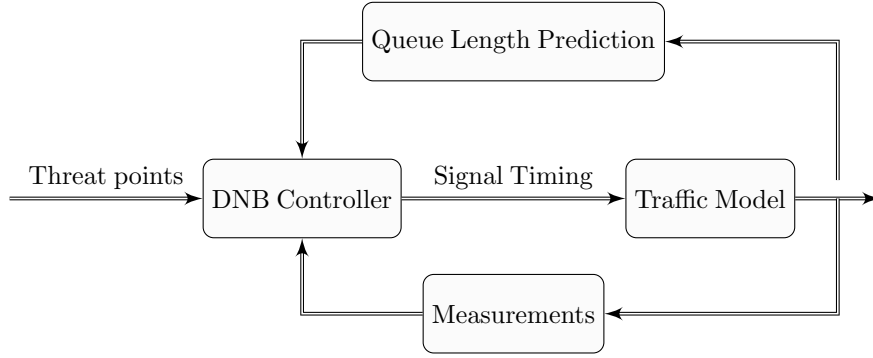 Queue Length Prediction
Threat points
DNB Controller
Signal Timing
Traffic Model
Measurements